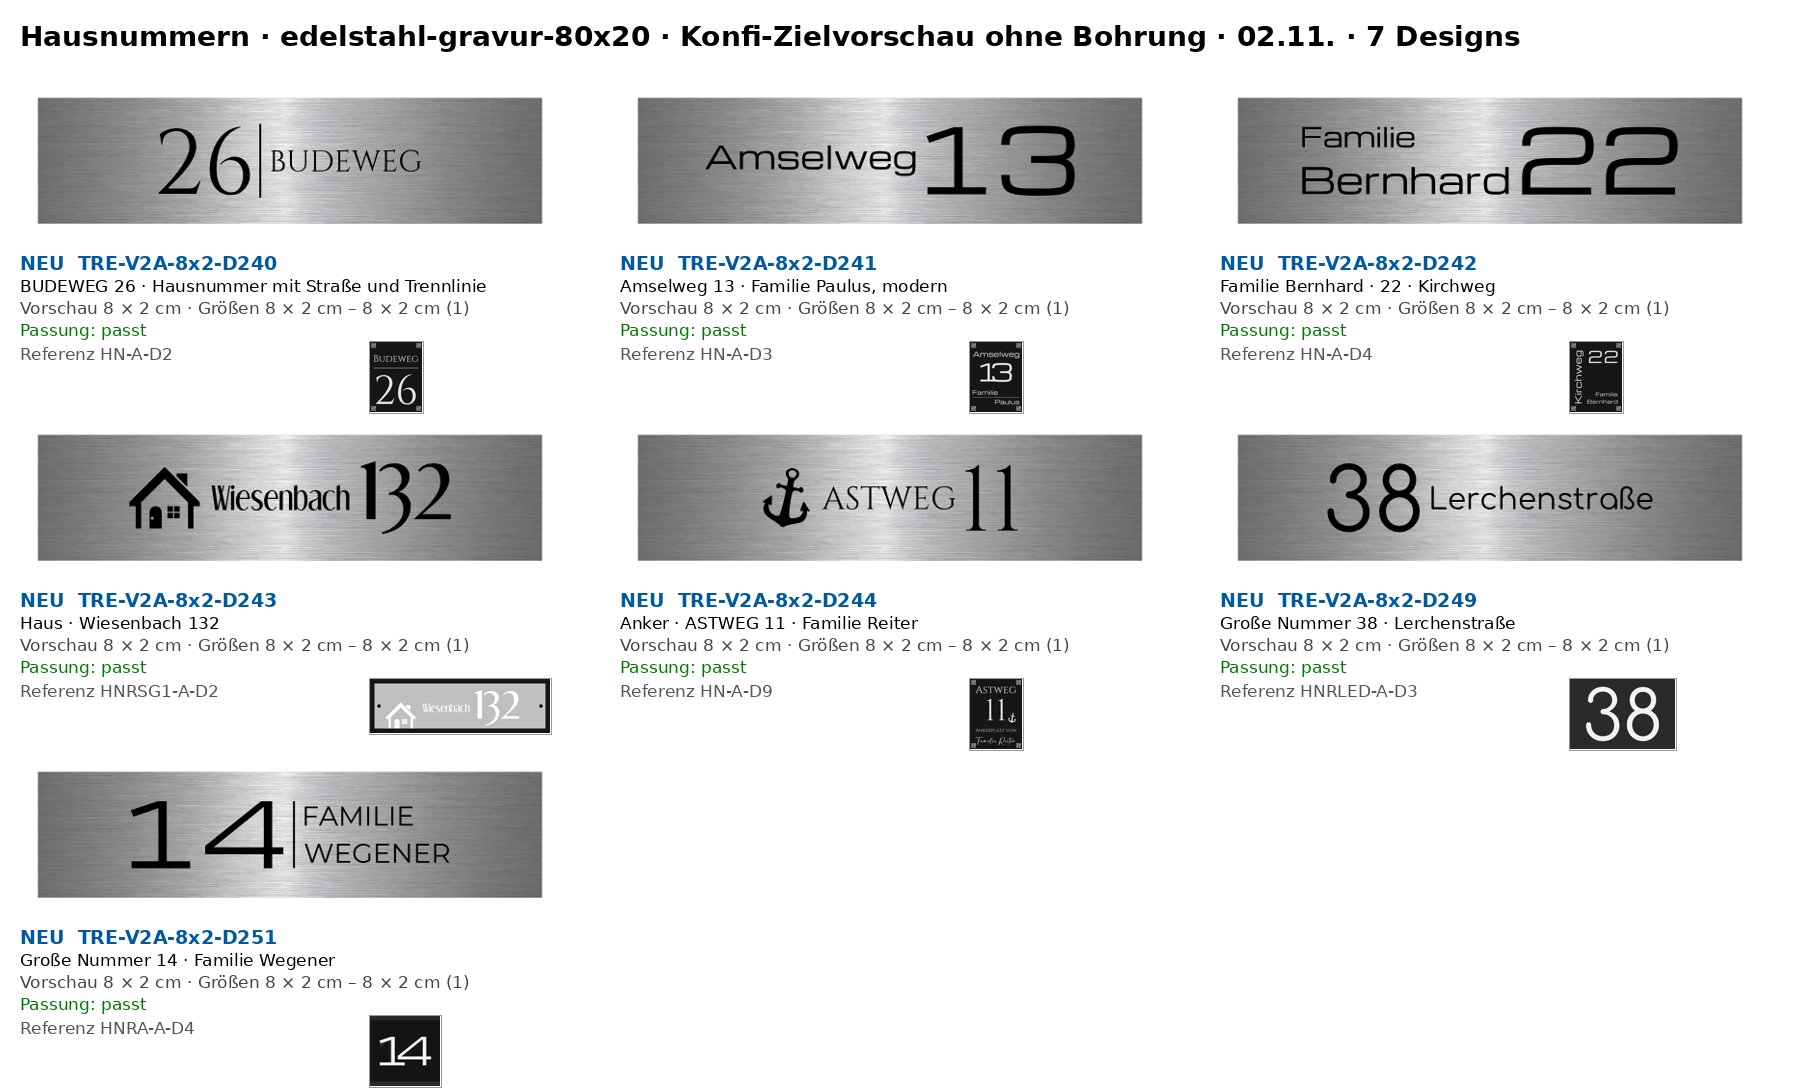 Hausnummern · edelstahl-gravur-80x20 · Konfi-Zielvorschau ohne Bohrung · 02.11. · 7 Designs
26 BUDEWEG
NEU TRE-V2A-8x2-D240
BUDEWEG 26 · Hausnummer mit Straße und Trennlinie
Vorschau 8 × 2 cm · Größen 8 × 2 cm – 8 × 2 cm (1)
Passung: passt
Referenz HN-A-D2
BUDEWEG
26
Amselweg 13
NEU TRE-V2A-8x2-D241
Amselweg 13 · Familie Paulus, modern
Vorschau 8 × 2 cm · Größen 8 × 2 cm – 8 × 2 cm (1)
Passung: passt
Referenz HN-A-D3
Amselweg
13
Familie
Paulus
Familie
Bernhard 22
NEU TRE-V2A-8x2-D242
Familie Bernhard · 22 · Kirchweg
Vorschau 8 × 2 cm · Größen 8 × 2 cm – 8 × 2 cm (1)
Passung: passt
Referenz HN-A-D4
Kirchweg
22
Familie
Bernhard
Wiesenbach 132
NEU TRE-V2A-8x2-D243
Haus · Wiesenbach 132
Vorschau 8 × 2 cm · Größen 8 × 2 cm – 8 × 2 cm (1)
Passung: passt
Referenz HNRSG1-A-D2
Wiesenbach 132
ASTWEG 11
NEU TRE-V2A-8x2-D244
Anker · ASTWEG 11 · Familie Reiter
Vorschau 8 × 2 cm · Größen 8 × 2 cm – 8 × 2 cm (1)
Passung: passt
Referenz HN-A-D9
ASTWEG
11
ANKERPLATZ VON
Familie Reiter
38 Lerchenstraße
NEU TRE-V2A-8x2-D249
Große Nummer 38 · Lerchenstraße
Vorschau 8 × 2 cm · Größen 8 × 2 cm – 8 × 2 cm (1)
Passung: passt
Referenz HNRLED-A-D3
38
14 FAMILIE
WEGENER
NEU TRE-V2A-8x2-D251
Große Nummer 14 · Familie Wegener
Vorschau 8 × 2 cm · Größen 8 × 2 cm – 8 × 2 cm (1)
Passung: passt
Referenz HNRA-A-D4
14